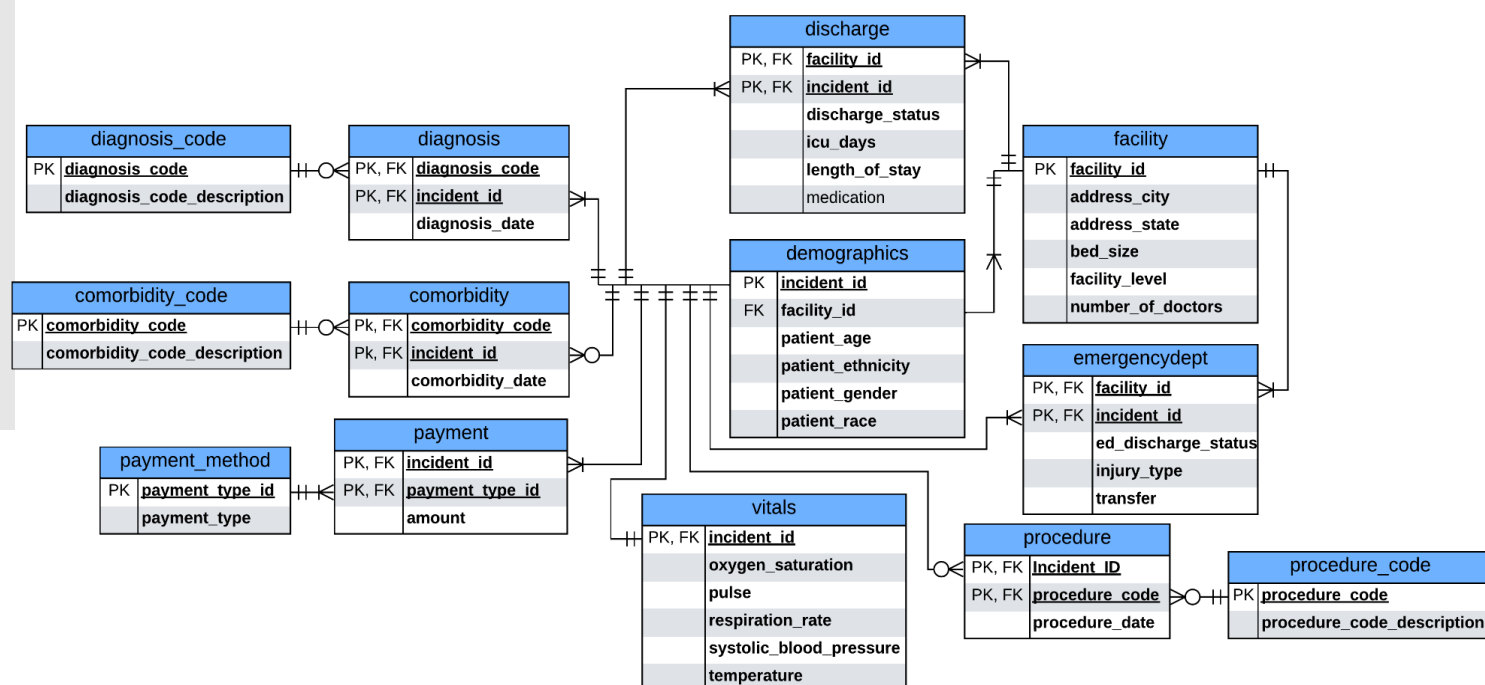 discharge
PK, FK facility_id
PK, FK incident_id
discharge_status
icu_days
length_of_stay
medication
diagnosis_code
PK diagnosis_code
diagnosis_code_description
diagnosis
PK, FK diagnosis_code
PK, FK incident_id
diagnosis_date
facility
PK facility_id
address_city
address_state
bed_size
facility_level
number_of_doctors
demographics
PK incident_id
FK facility_id
patient_age
patient_ethnicity
patient_gender
patient_race
comorbidity_code
PK comorbidity_code
comorbidity_code_description
comorbidity
Pk, FK comorbidity_code
Pk, FK incident_id
comorbidity_date
emergencydept
PK, FK facility_id
PK, FK incident_id
ed_discharge_status
injury_type
transfer
payment_method
PK payment_type_id
payment_type
payment
PK, FK incident_id
PK, FK payment_type_id
amount
vitals
PK, FK incident_id
oxygen_saturation
pulse
respiration_rate
systolic_blood_pressure
temperature
procedure
PK, FK Incident_ID
PK, FK procedure_code
procedure_date
procedure_code
PK procedure_code
procedure_code_description